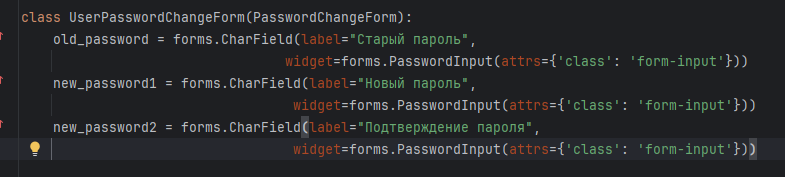 class UserPasswordChangeForm(PasswordChangeForm):
    old_password = forms.CharField(label="Старый пароль",
                                   widget=forms.PasswordInput(attrs={'class': 'form-input'}))
    new_password1 = forms.CharField(label="Новый пароль",
                                    widget=forms.PasswordInput(attrs={'class': 'form-input'}))
    new_password2 = forms.CharField(label="Подтверждение пароля",
                                    widget=forms.PasswordInput(attrs={'class': 'form-input'}))